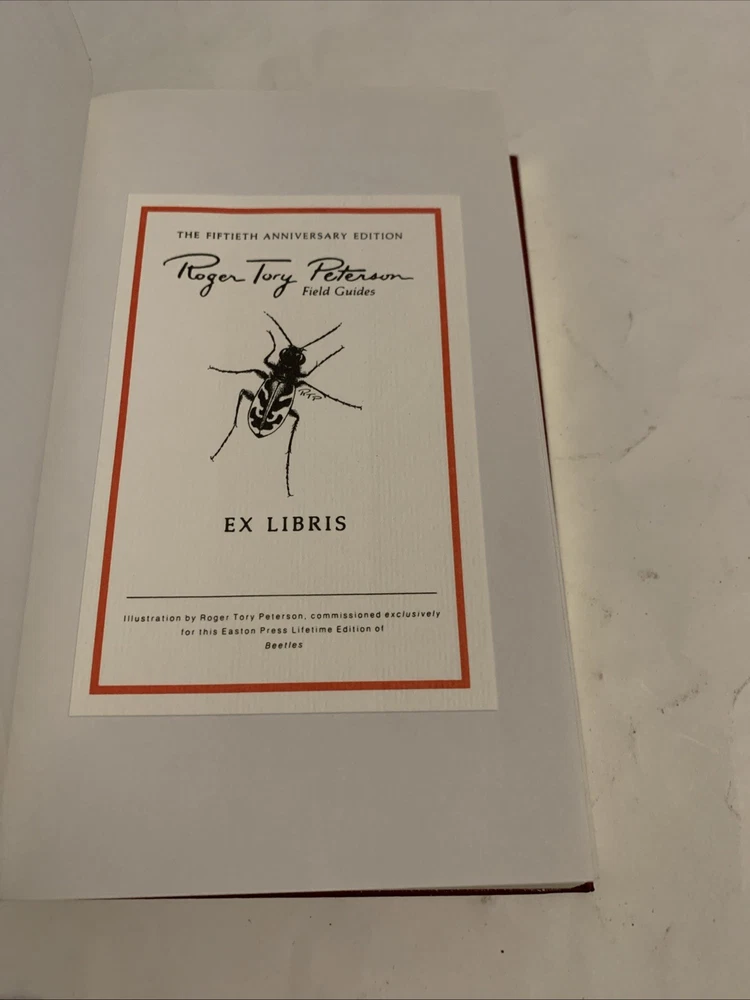 THE FIFTIETH ANNIVERSARY EDITION
Roger Tory Peterson
Field Guides
RTP
EX LIBRIS
Illustration by Roger Tory Peterson, commissioned exclusively
for this Easton Press Lifetime Edition of
Beetles